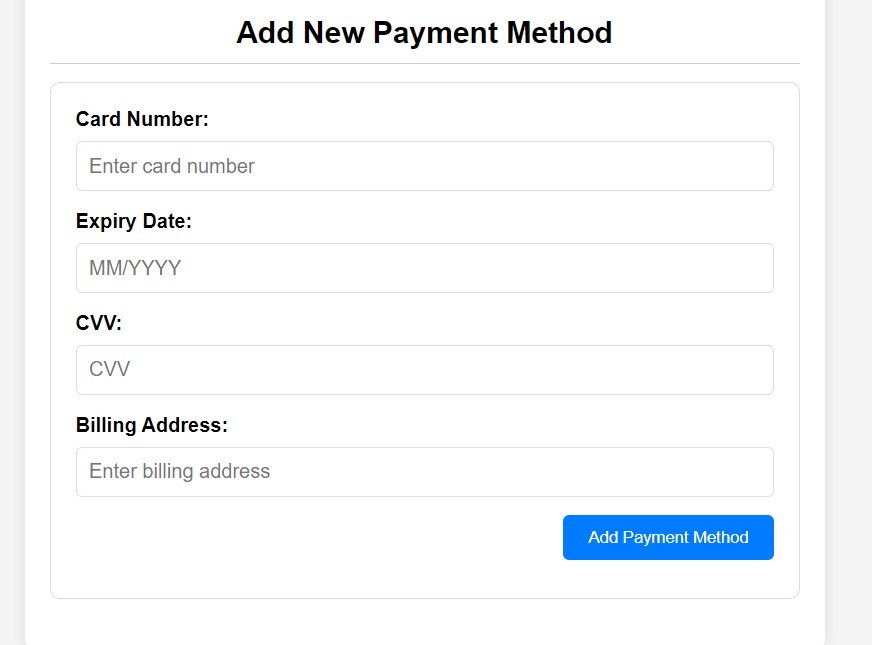 Add New Payment Method
Card Number:
Enter card number
Expiry Date:
MM/YYYY
CVV:
CVV
Billing Address:
Enter billing address
Add Payment Method